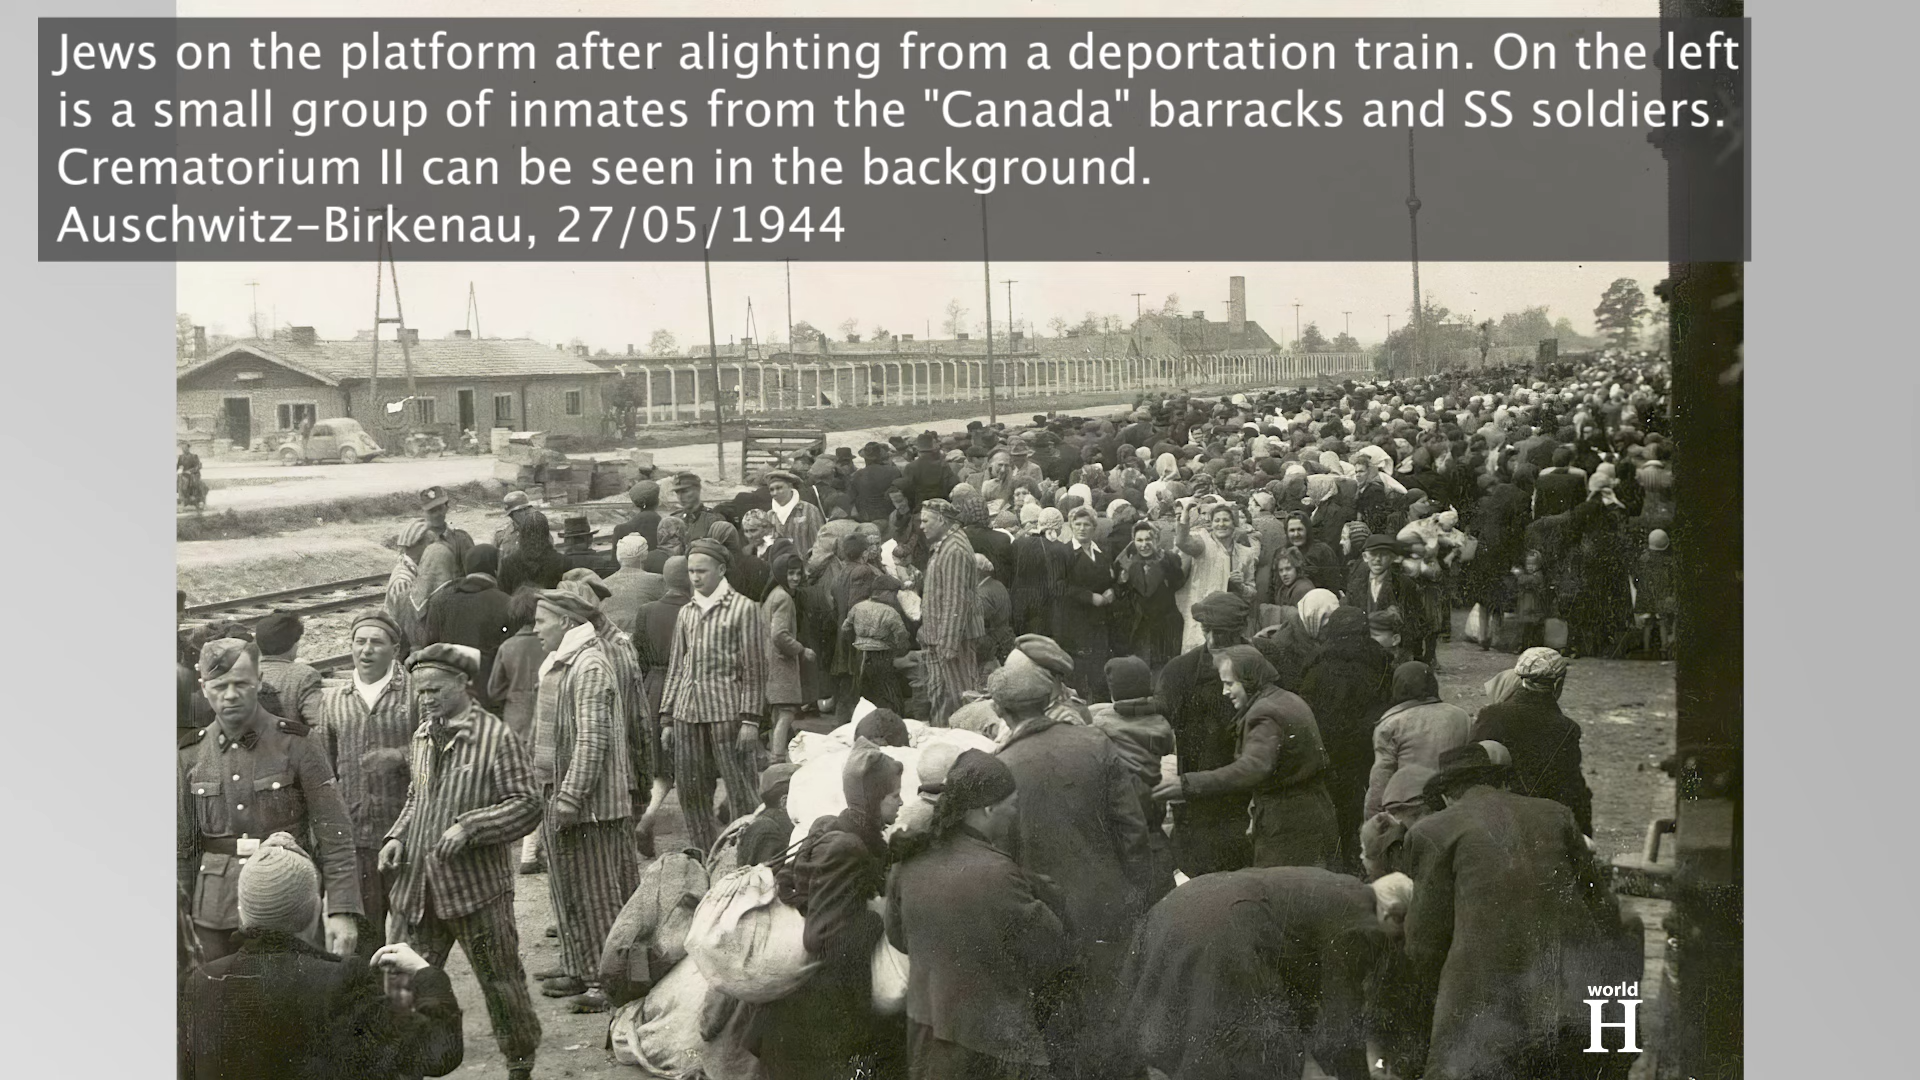 Jews on the platform after alighting from a deportation train. On the left
is a small group of inmates from the "Canada" barracks and SS soldiers.
Crematorium II can be seen in the background.
Auschwitz-Birkenau, 27/05/1944
world
H